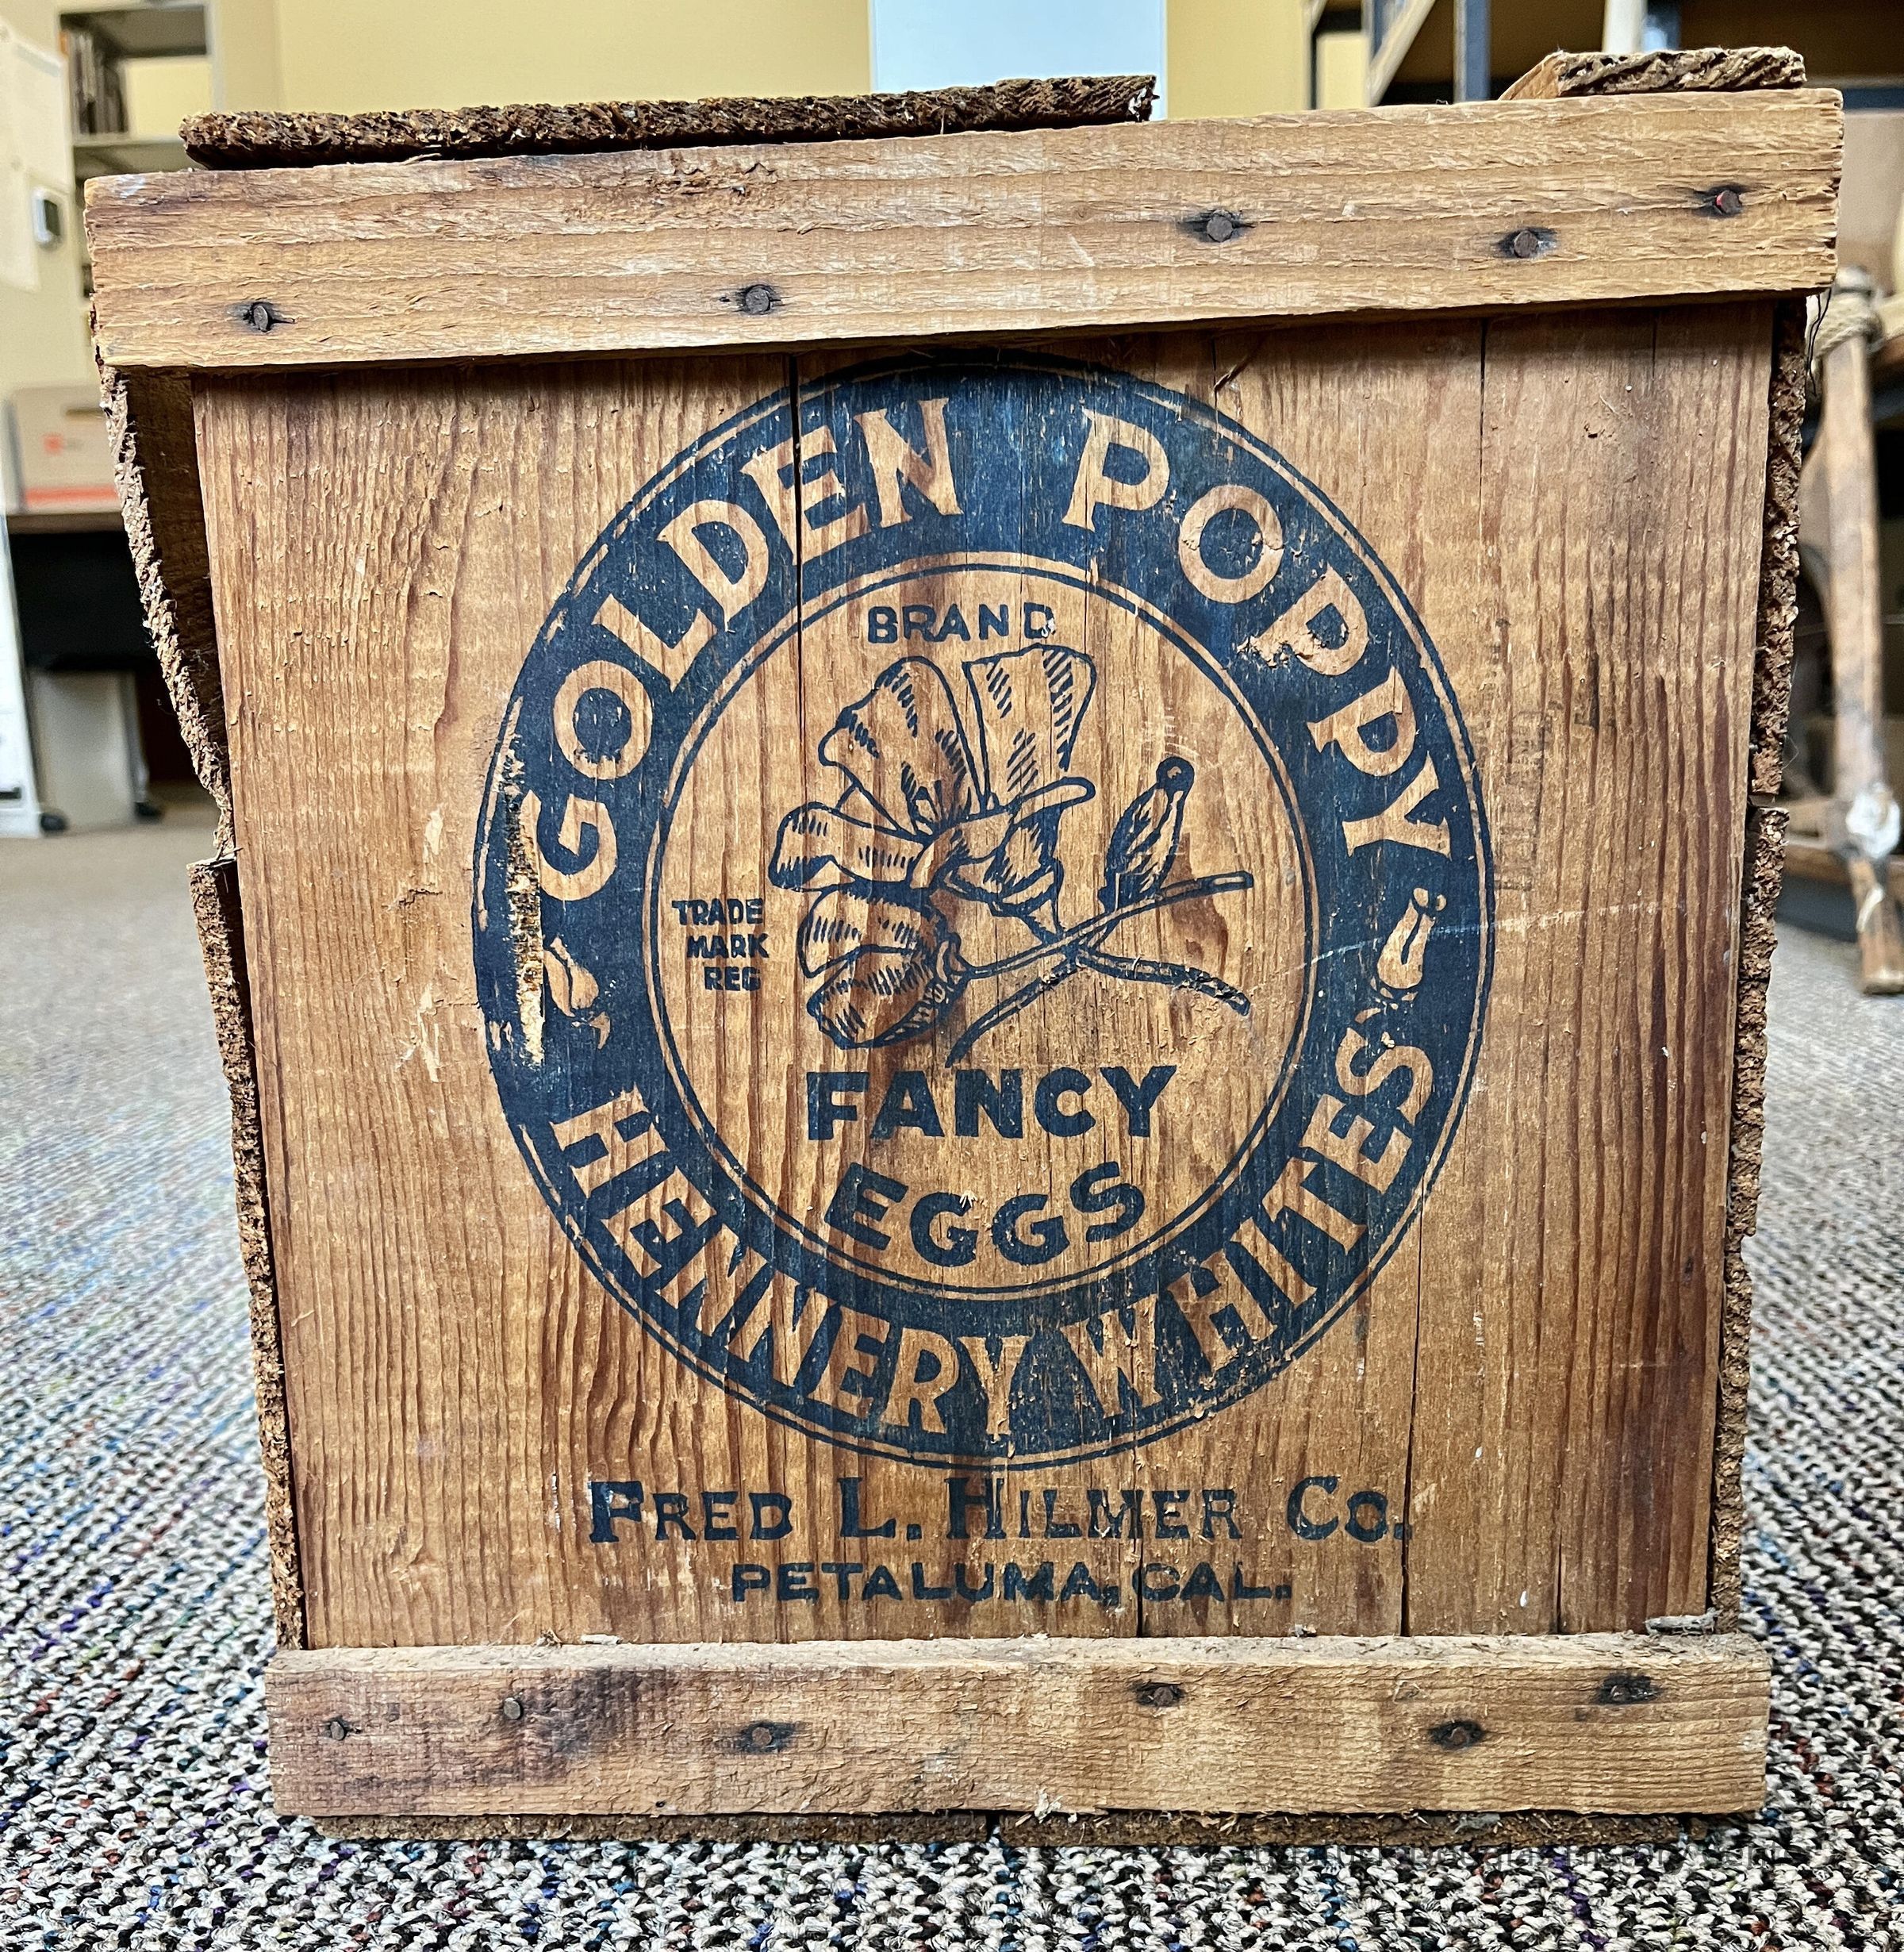 GOLDEN POPPY
BRAND
TRADE
MARK
REG
FANCY
EGGS
HENNERY WHITES
FRED L. HILMER CO.
PETALUMA, CAL.